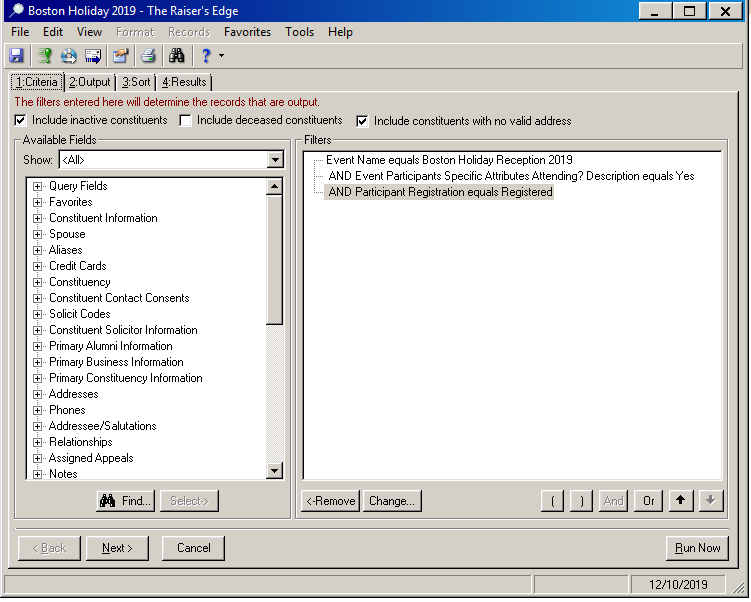 Boston Holiday 2019 - The Raiser's Edge
File Edit View Format Records Favorites Tools Help
?
1:Criteria 2:Output 3:Sort 4:Results
The filters entered here will determine the records that are output.
Include inactive constituents Include deceased constituents Include constituents with no valid address
Available Fields
Show: <All>
Query Fields
Favorites
Constituent Information
Spouse
Aliases
Credit Cards
Constituency
Constituent Contact Consents
Solicit Codes
Constituent Solicitor Information
Primary Alumni Information
Primary Business Information
Primary Constituency Information
Addresses
Phones
Addressee/Salutations
Relationships
Assigned Appeals
Notes
Find... Select->
Filters
Event Name equals Boston Holiday Reception 2019
AND Event Participants Specific Attributes Attending? Description equals Yes
AND Participant Registration equals Registered
<-Remove Change... ( ) And Or
< Back Next > Cancel Run Now
12/10/2019